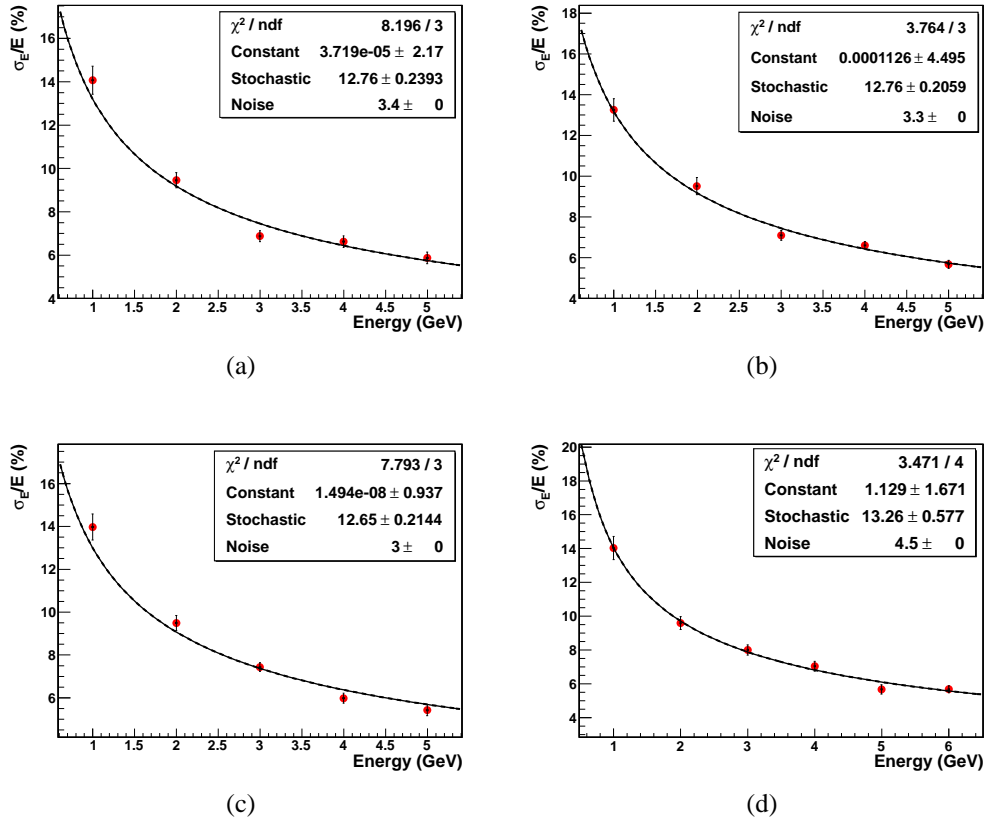 σE/E (%)
χ² / ndf 8.196 / 3
Constant 3.719e-05 ± 2.17
Stochastic 12.76 ± 0.2393
Noise 3.4 ± 0
16
14
12
10
8
6
4
1 1.5 2 2.5 3 3.5 4 4.5 5
Energy (GeV)
(a)
σE/E (%)
χ² / ndf 3.764 / 3
Constant 0.0001126 ± 4.495
Stochastic 12.76 ± 0.2059
Noise 3.3 ± 0
18
16
14
12
10
8
6
4
1 1.5 2 2.5 3 3.5 4 4.5 5
Energy (GeV)
(b)
σE/E (%)
χ² / ndf 7.793 / 3
Constant 1.494e-08 ± 0.937
Stochastic 12.65 ± 0.2144
Noise 3 ± 0
16
14
12
10
8
6
1 1.5 2 2.5 3 3.5 4 4.5 5
Energy (GeV)
(c)
σE/E (%)
χ² / ndf 3.471 / 4
Constant 1.129 ± 1.671
Stochastic 13.26 ± 0.577
Noise 4.5 ± 0
20
18
16
14
12
10
8
6
4
1 2 3 4 5 6
Energy (GeV)
(d)